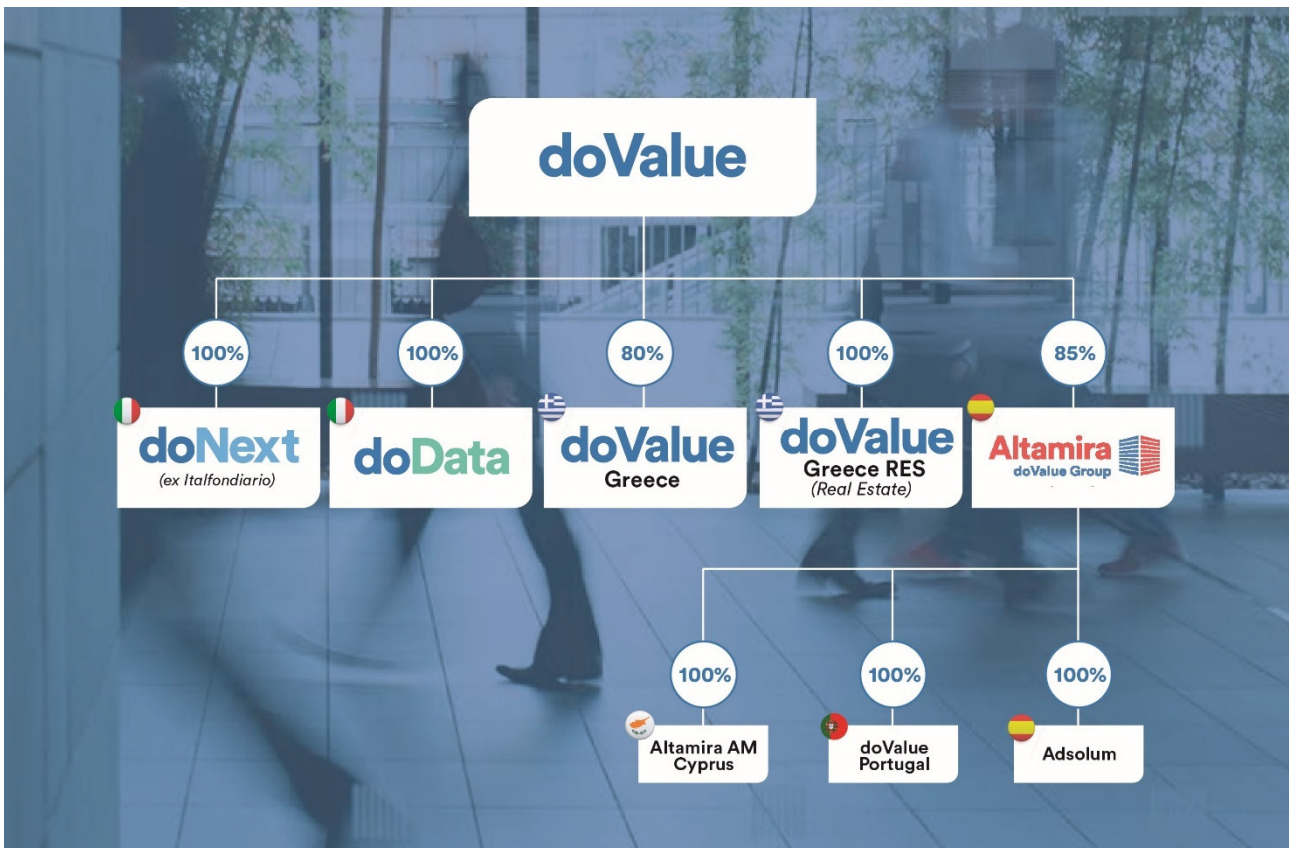 doValue
100%
100%
80%
100%
85%
doNext
(ex Italfondiario)
doData
doValue
Greece
doValue
Greece RES
(Real Estate)
Altamira
doValue Group
100%
100%
100%
Altamira AM
Cyprus
doValue
Portugal
Adsolum